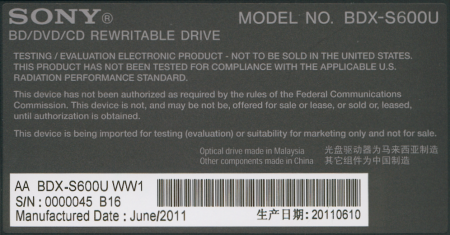 SONY® MODEL NO. BDX-S600U
BD/DVD/CD REWRITABLE DRIVE
TESTING / EVALUATION ELECTRONIC PRODUCT - NOT TO BE SOLD IN THE UNITED STATES.
THIS PRODUCT HAS NOT BEEN TESTED FOR COMPLIANCE WITH THE APPLICABLE U.S.
RADIATION PERFORMANCE STANDARD.
This device has not been authorized as required by the rules of the Federal Communications
Commission. This device is not, and may not be, offered for sale or lease, or sold or, leased,
until authorization is obtained.
This device is being imported for testing (evaluation) or suitability for marketing only and not for sale.
Optical drive made in Malaysia 光盘驱动器为马来西亚制造
Other components made in China 其它组件为中国制造
AA BDX-S600U WW1
S/N : 0000045 B16
Manufactured Date : June/2011 生产日期: 20110610